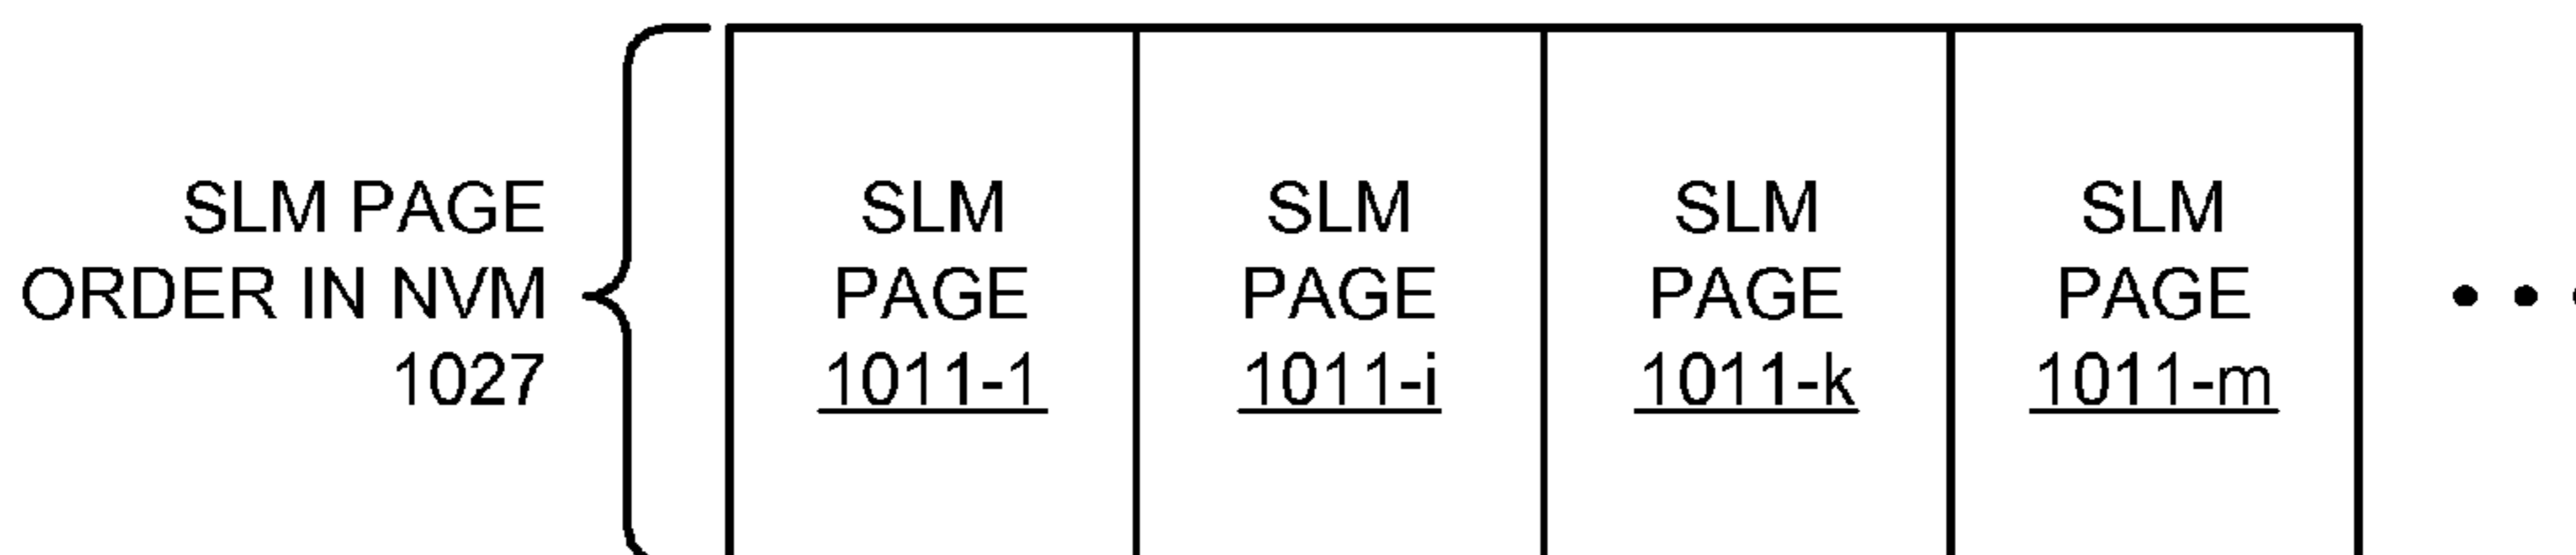 SLM PAGE
ORDER IN NVM
1027
SLM
PAGE
1011-1
SLM
PAGE
1011-i
SLM
PAGE
1011-k
SLM
PAGE
1011-m